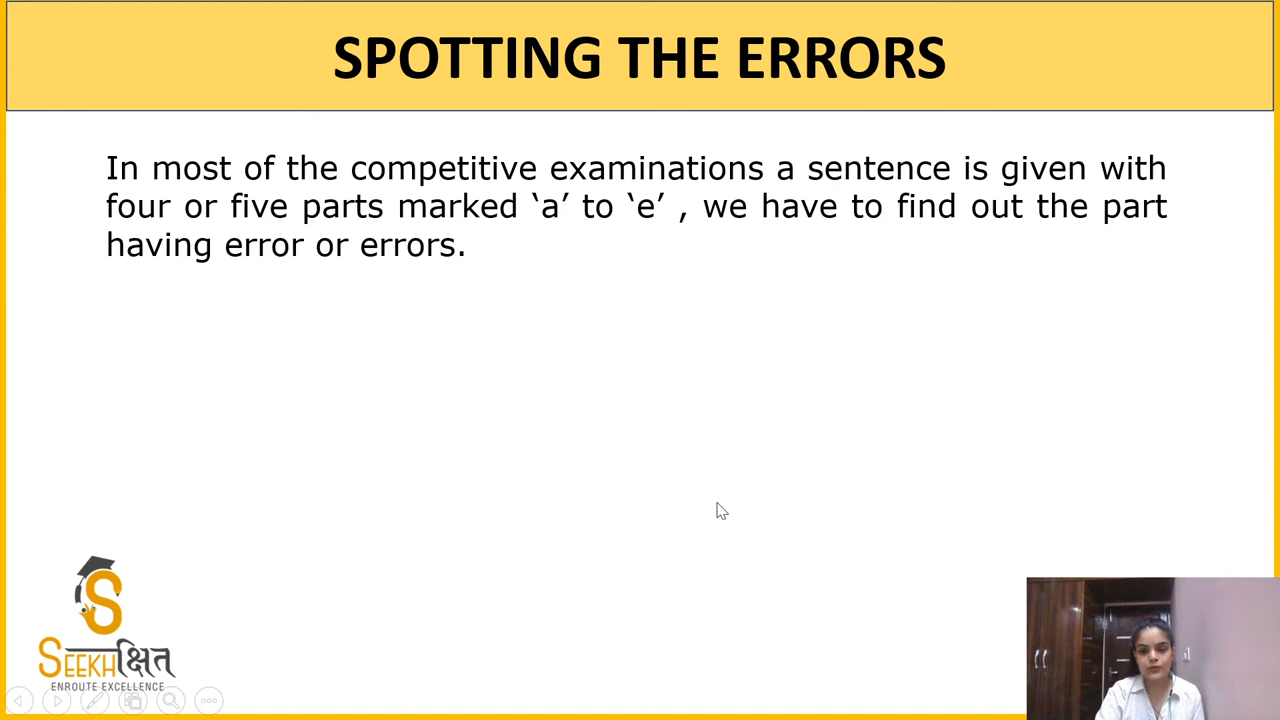 SPOTTING THE ERRORS
In most of the competitive examinations a sentence is given with
four or five parts marked ‘a’ to ‘e’ , we have to find out the part
having error or errors.
S
SEEKHक्षित
ENROUTE EXCELLENCE